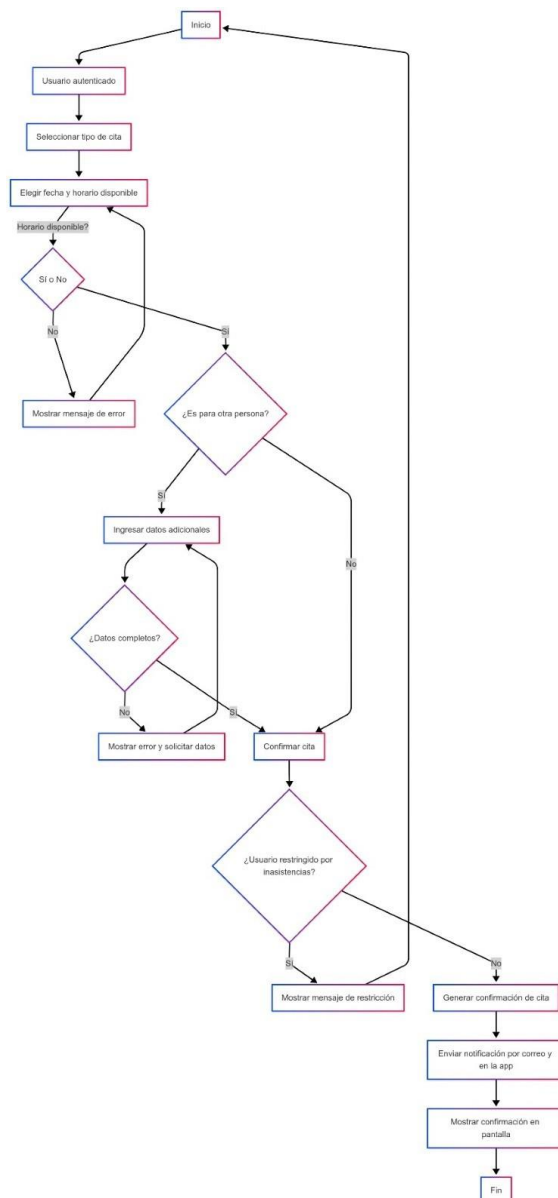 Inicio
Usuario autenticado
Seleccionar tipo de cita
Elegir fecha y horario disponible
Horario disponible?
Sí o No
No
Sí
Mostrar mensaje de error
¿Es para otra persona?
Sí
No
Ingresar datos adicionales
¿Datos completos?
No
Sí
Mostrar error y solicitar datos
Confirmar cita
¿Usuario restringido por
inasistencias?
Sí
No
Mostrar mensaje de restricción
Generar confirmación de cita
Enviar notificación por correo y
en la app
Mostrar confirmación en
pantalla
Fin